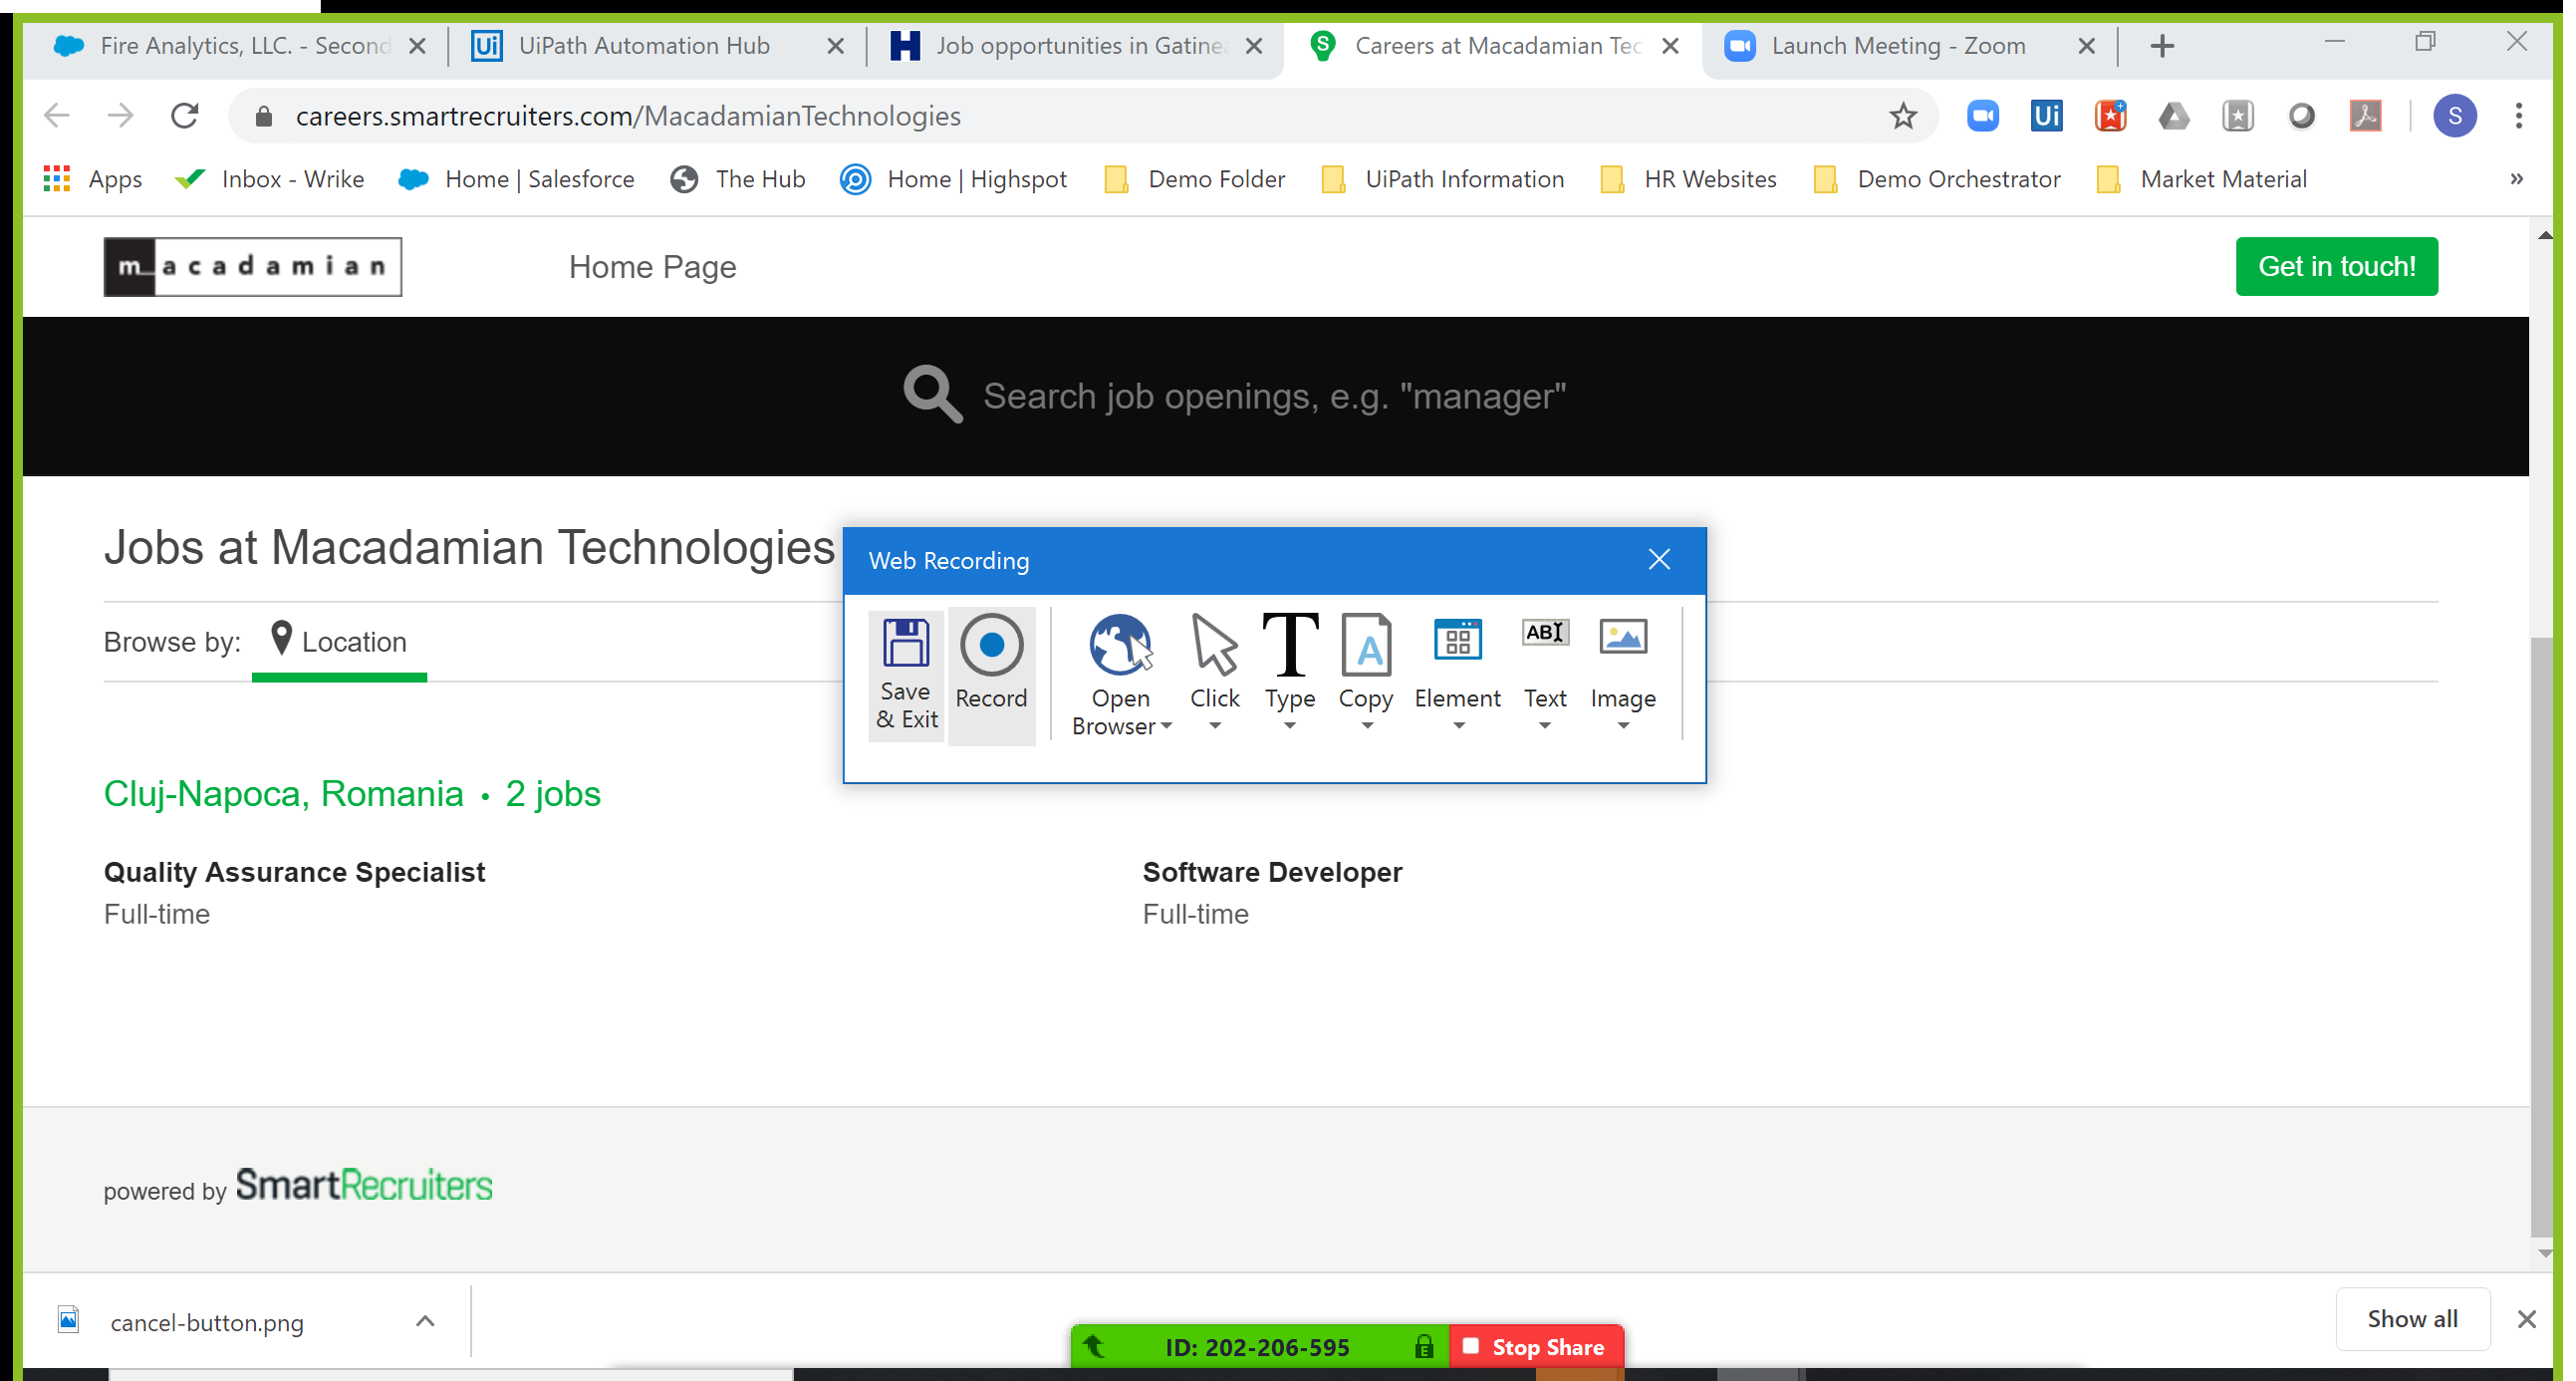 Fire Analytics, LLC. - Second
UiPath Automation Hub
Job opportunities in Gatine
Careers at Macadamian Tec
Launch Meeting - Zoom
careers.smartrecruiters.com/MacadamianTechnologies
Ui
S
Apps
Inbox - Wrike
Home | Salesforce
The Hub
Home | Highspot
Demo Folder
UiPath Information
HR Websites
Demo Orchestrator
Market Material
»
macadamian
Home Page
Get in touch!
Search job openings, e.g. "manager"
Jobs at Macadamian Technologies
Web Recording
Browse by: Location
Save & Exit
Record
Open Browser
Click
Type
Copy
Element
Text
Image
Cluj-Napoca, Romania • 2 jobs
Quality Assurance Specialist
Full-time
Software Developer
Full-time
powered by SmartRecruiters
cancel-button.png
ID: 202-206-595
Stop Share
Show all